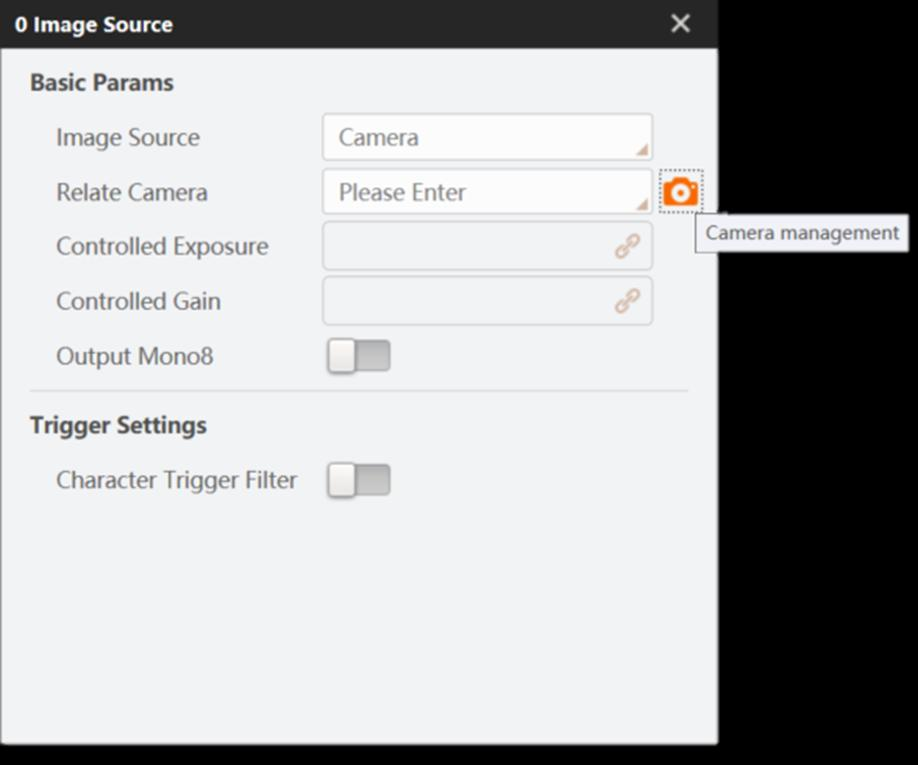 0 Image Source
Basic Params
Image Source Camera
Relate Camera Please Enter
Camera management
Controlled Exposure
Controlled Gain
Output Mono8
Trigger Settings
Character Trigger Filter